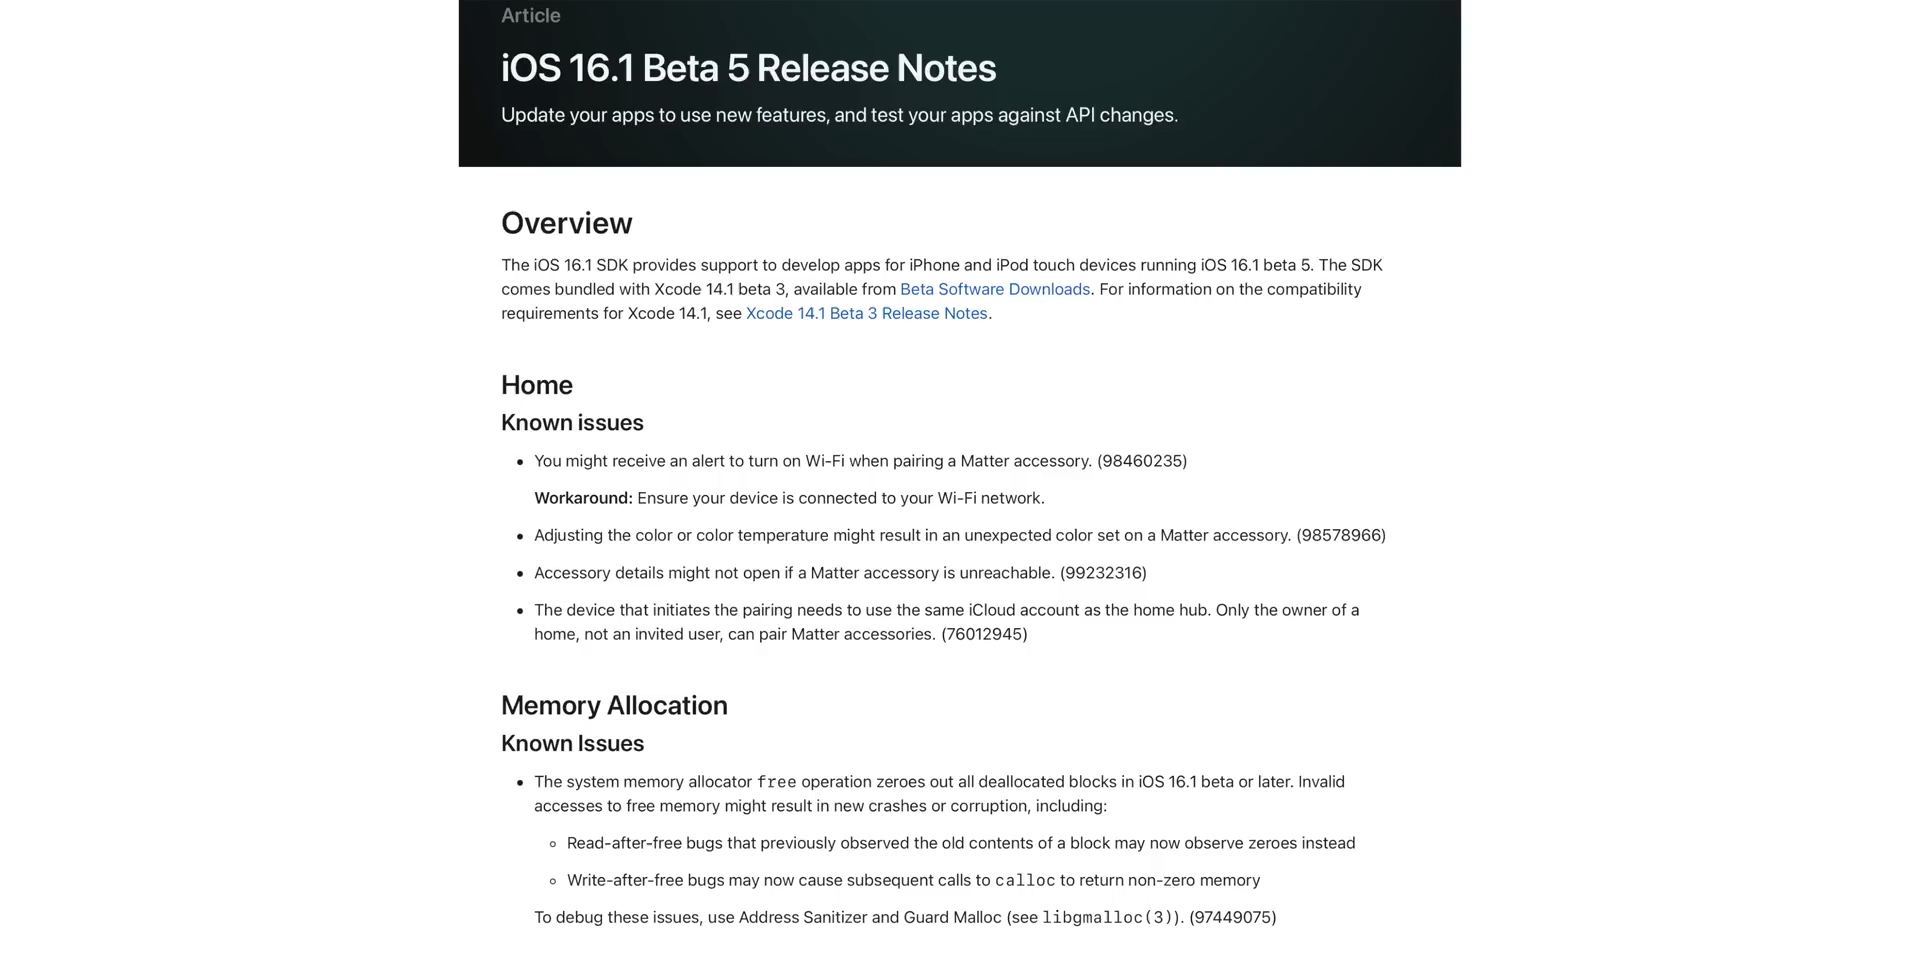 Article
iOS 16.1 Beta 5 Release Notes
Update your apps to use new features, and test your apps against API changes.
Overview
The iOS 16.1 SDK provides support to develop apps for iPhone and iPod touch devices running iOS 16.1 beta 5. The SDK
comes bundled with Xcode 14.1 beta 3, available from Beta Software Downloads. For information on the compatibility
requirements for Xcode 14.1, see Xcode 14.1 Beta 3 Release Notes.
Home
Known issues
• You might receive an alert to turn on Wi-Fi when pairing a Matter accessory. (98460235)
Workaround: Ensure your device is connected to your Wi-Fi network.
• Adjusting the color or color temperature might result in an unexpected color set on a Matter accessory. (98578966)
• Accessory details might not open if a Matter accessory is unreachable. (99232316)
• The device that initiates the pairing needs to use the same iCloud account as the home hub. Only the owner of a
home, not an invited user, can pair Matter accessories. (76012945)
Memory Allocation
Known Issues
• The system memory allocator free operation zeroes out all deallocated blocks in iOS 16.1 beta or later. Invalid
accesses to free memory might result in new crashes or corruption, including:
◦ Read-after-free bugs that previously observed the old contents of a block may now observe zeroes instead
◦ Write-after-free bugs may now cause subsequent calls to calloc to return non-zero memory
To debug these issues, use Address Sanitizer and Guard Malloc (see libgmalloc(3)). (97449075)